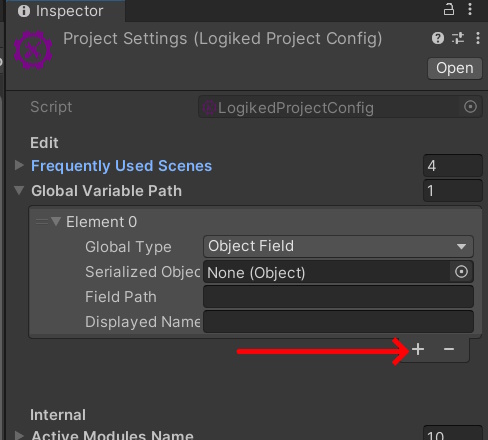 Inspector
Project Settings (Logiked Project Config)
Open
Script LogikedProjectConfig
Edit
Frequently Used Scenes 4
Global Variable Path 1
Element 0
Global Type Object Field
Serialized Objec None (Object)
Field Path
Displayed Name
Internal
Active Modules Name 10